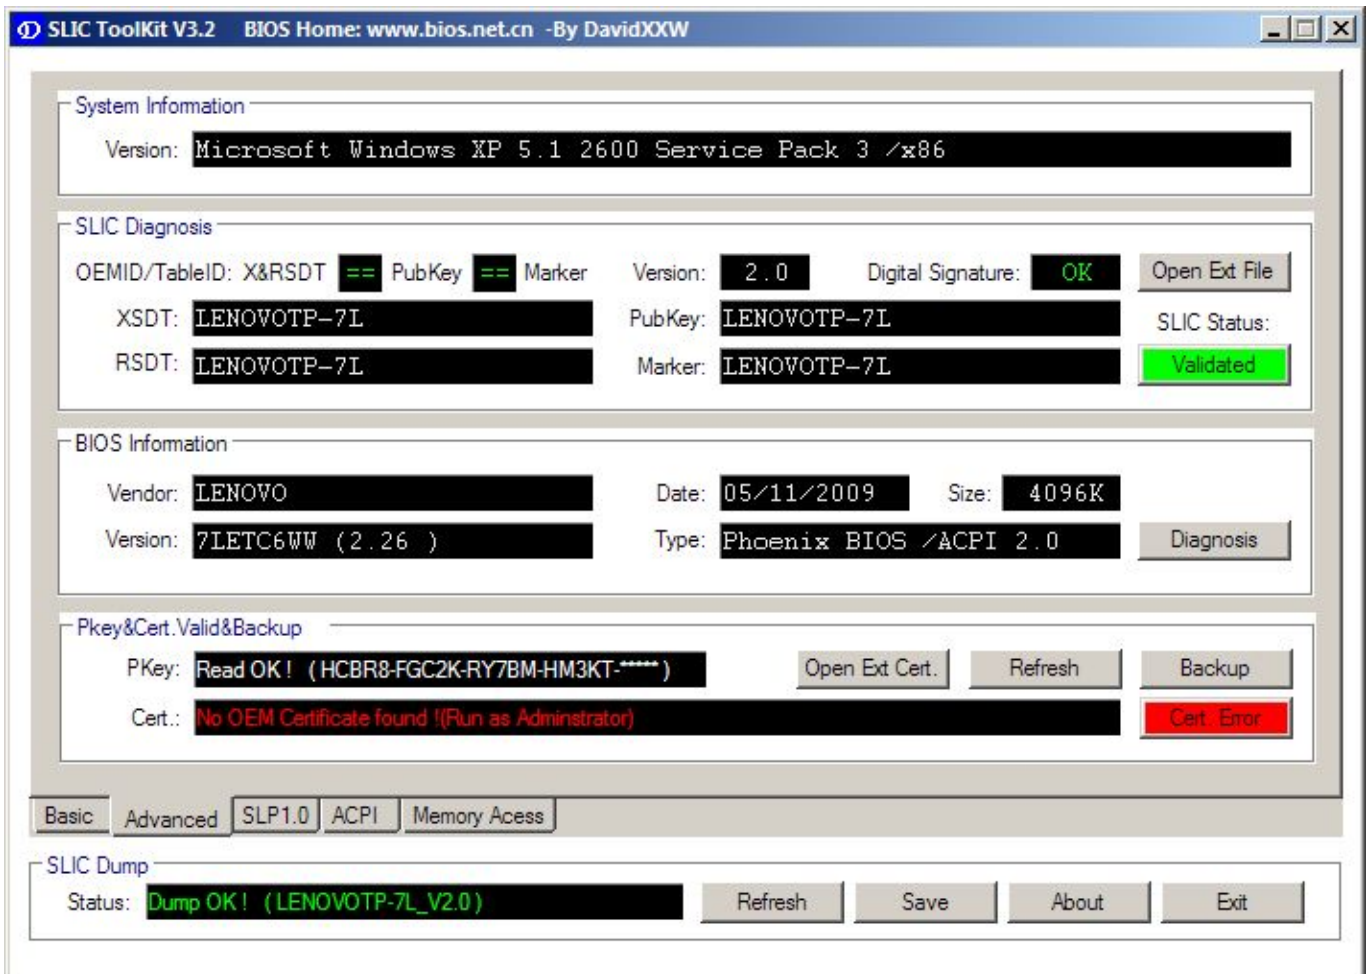 SLIC ToolKit V3.2 BIOS Home: www.bios.net.cn -By DavidXXW
System Information
Version: Microsoft Windows XP 5.1 2600 Service Pack 3 /x86
SLIC Diagnosis
OEMID/TableID: X&RSDT == PubKey == Marker Version: 2.0 Digital Signature: OK Open Ext File
XSDT: LENOVOTP-7L PubKey: LENOVOTP-7L SLIC Status:
RSDT: LENOVOTP-7L Marker: LENOVOTP-7L Validated
BIOS Information
Vendor: LENOVO Date: 05/11/2009 Size: 4096K
Version: 7LETC6WW (2.26 ) Type: Phoenix BIOS /ACPI 2.0 Diagnosis
Pkey&Cert.Valid&Backup
PKey: Read OK ! ( HCBR8-FGC2K-RY7BM-HM3KT-***** ) Open Ext Cert. Refresh Backup
Cert.: No OEM Certificate found !(Run as Adminstrator) Cert. Error
Basic Advanced SLP1.0 ACPI Memory Acess
SLIC Dump
Status: Dump OK ! ( LENOVOTP-7L_V2.0 ) Refresh Save About Exit